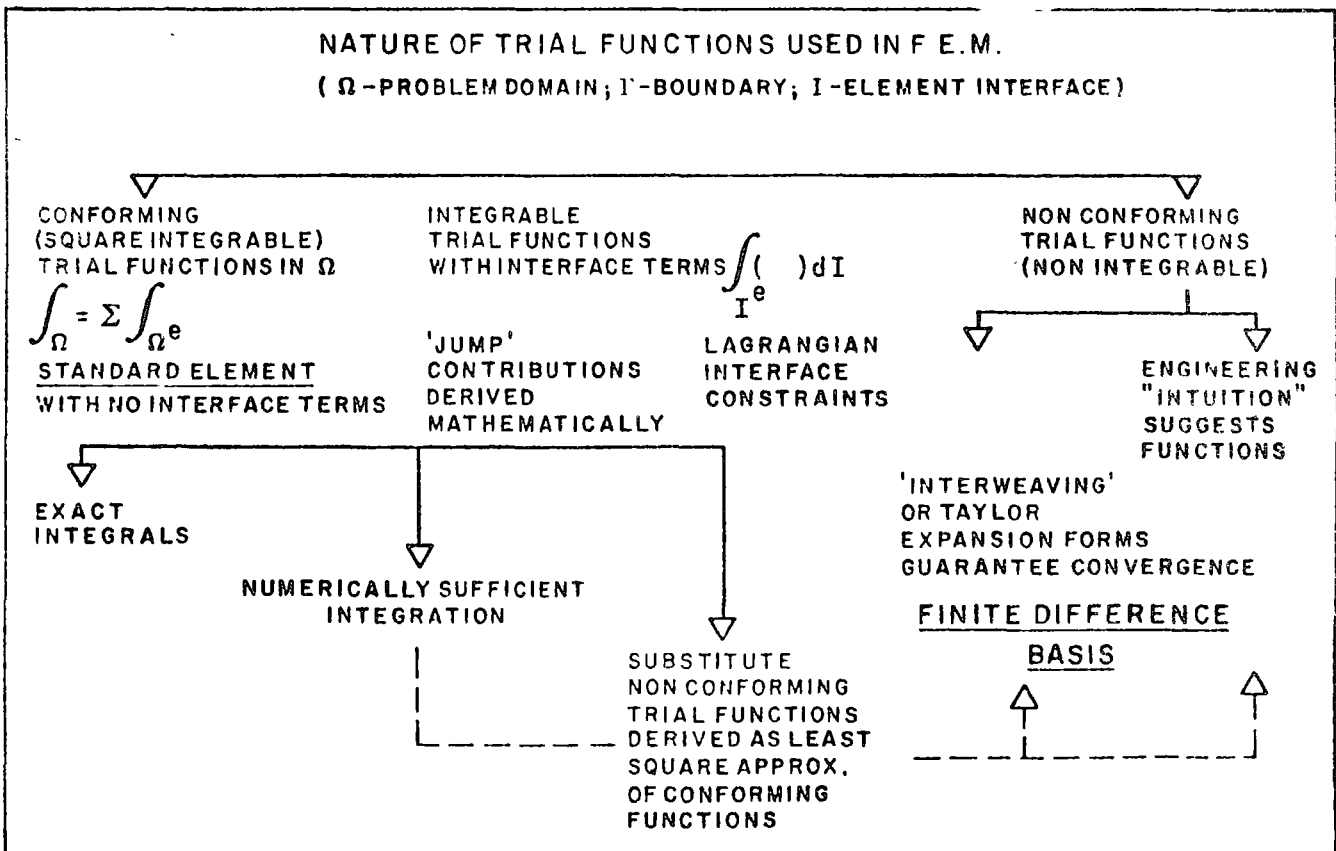 NATURE OF TRIAL FUNCTIONS USED IN F E.M.
( Ω-PROBLEM DOMAIN; Γ-BOUNDARY; I-ELEMENT INTERFACE)
CONFORMING
(SQUARE INTEGRABLE)
TRIAL FUNCTIONS IN Ω
∫_Ω = Σ ∫_Ω^e
STANDARD ELEMENT
WITH NO INTERFACE TERMS
INTEGRABLE
TRIAL FUNCTIONS
WITH INTERFACE TERMS ∫_I^e ( ) dI
'JUMP'
CONTRIBUTIONS
DERIVED
MATHEMATICALLY
LAGRANGIAN
INTERFACE
CONSTRAINTS
NON CONFORMING
TRIAL FUNCTIONS
(NON INTEGRABLE)
ENGINEERING
"INTUITION"
SUGGESTS
FUNCTIONS
'INTERWEAVING'
OR TAYLOR
EXPANSION FORMS
GUARANTEE CONVERGENCE
FINITE DIFFERENCE
BASIS
EXACT
INTEGRALS
NUMERICALLY SUFFICIENT
INTEGRATION
SUBSTITUTE
NON CONFORMING
TRIAL FUNCTIONS
DERIVED AS LEAST
SQUARE APPROX.
OF CONFORMING
FUNCTIONS